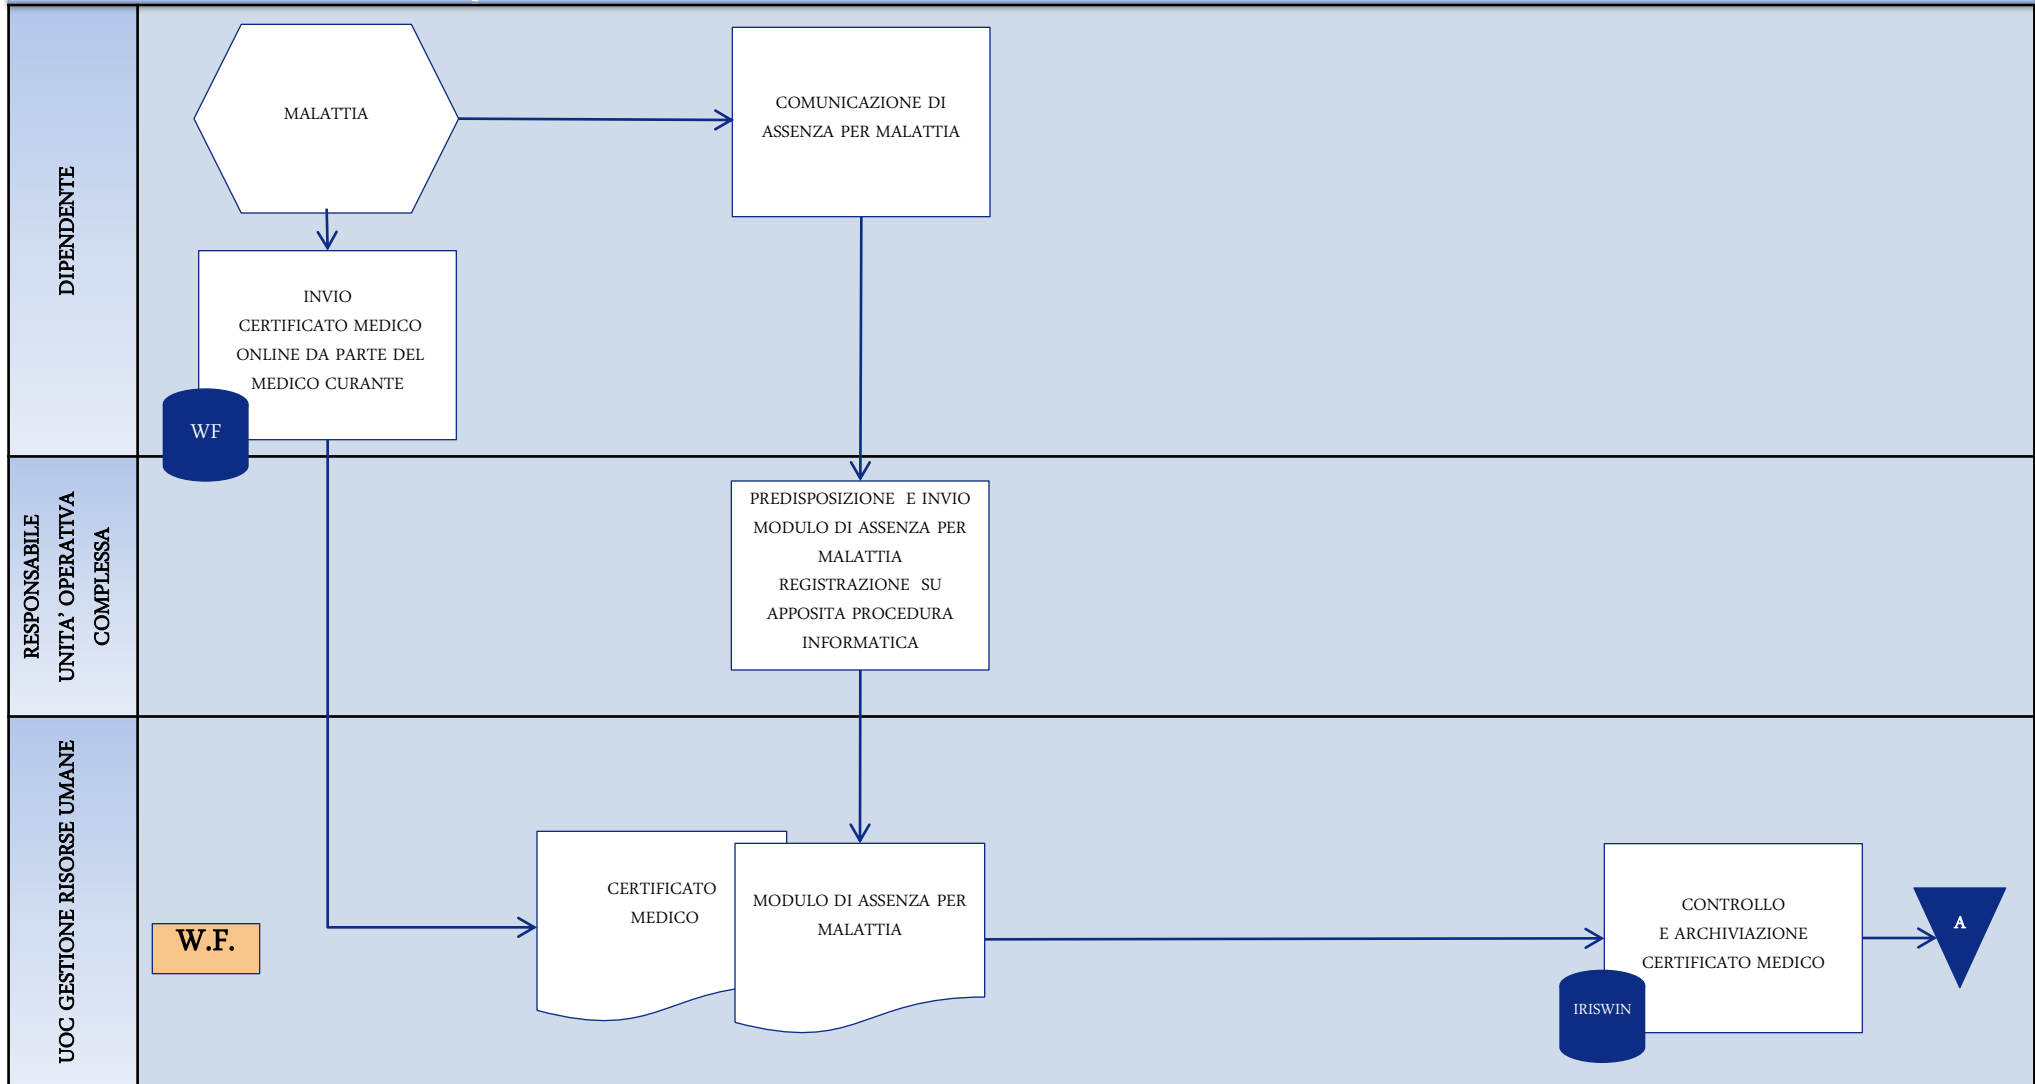 DIPENDENTE
MALATTIA
COMUNICAZIONE DI
ASSENZA PER MALATTIA
INVIO
CERTIFICATO MEDICO
ONLINE DA PARTE DEL
MEDICO CURANTE
WF
RESPONSABILE
UNITA’ OPERATIVA
COMPLESSA
PREDISPOSIZIONE E INVIO
MODULO DI ASSENZA PER
MALATTIA
REGISTRAZIONE SU
APPOSITA PROCEDURA
INFORMATICA
UOC GESTIONE RISORSE UMANE
W.F.
CERTIFICATO
MEDICO
MODULO DI ASSENZA PER
MALATTIA
CONTROLLO
E ARCHIVIAZIONE
CERTIFICATO MEDICO
IRISWIN
A